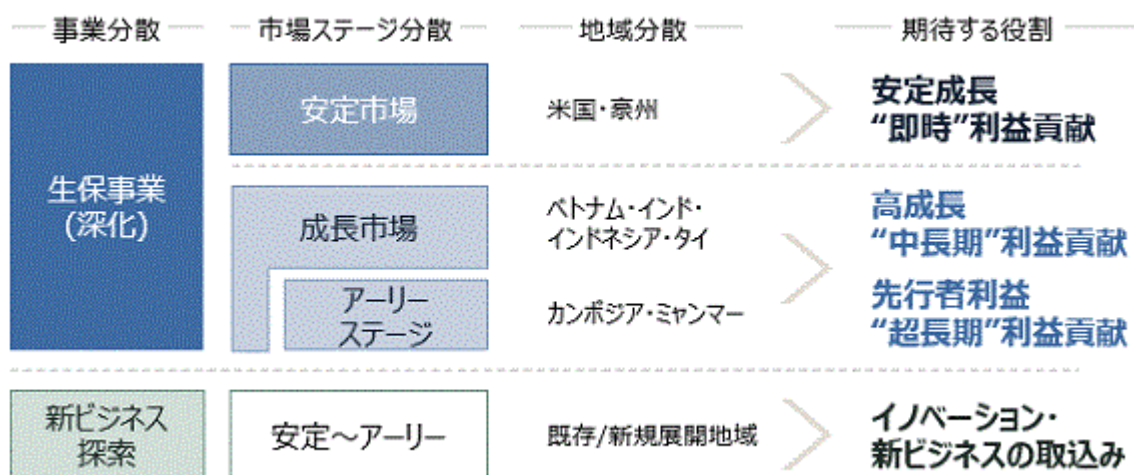 事業分散
市場ステージ分散
地域分散
期待する役割
生保事業
(深化)
安定市場
米国・豪州
安定成長
“即時”利益貢献
成長市場
ベトナム・インド・
インドネシア・タイ
高成長
“中長期”利益貢献
アーリー
ステージ
カンボジア・ミャンマー
先行者利益
“超長期”利益貢献
新ビジネス
探索
安定～アーリー
既存/新規展開地域
イノベーション・
新ビジネスの取込み